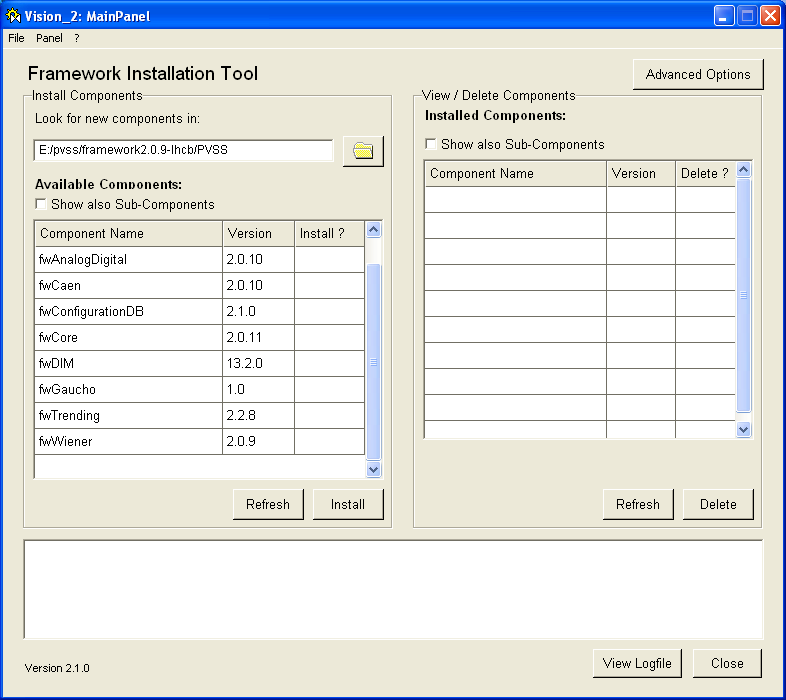 Vision_2: MainPanel
File Panel ?
Framework Installation Tool
Advanced Options
Install Components
Look for new components in:
E:/pvss/framework2.0.9-lhcb/PVSS
Available Components:
Show also Sub-Components
Component Name Version Install ?
fwAnalogDigital 2.0.10
fwCaen 2.0.10
fwConfigurationDB 2.1.0
fwCore 2.0.11
fwDIM 13.2.0
fwGaucho 1.0
fwTrending 2.2.8
fwWiener 2.0.9
Refresh Install
View / Delete Components
Installed Components:
Show also Sub-Components
Component Name Version Delete ?
Refresh Delete
View Logfile Close
Version 2.1.0